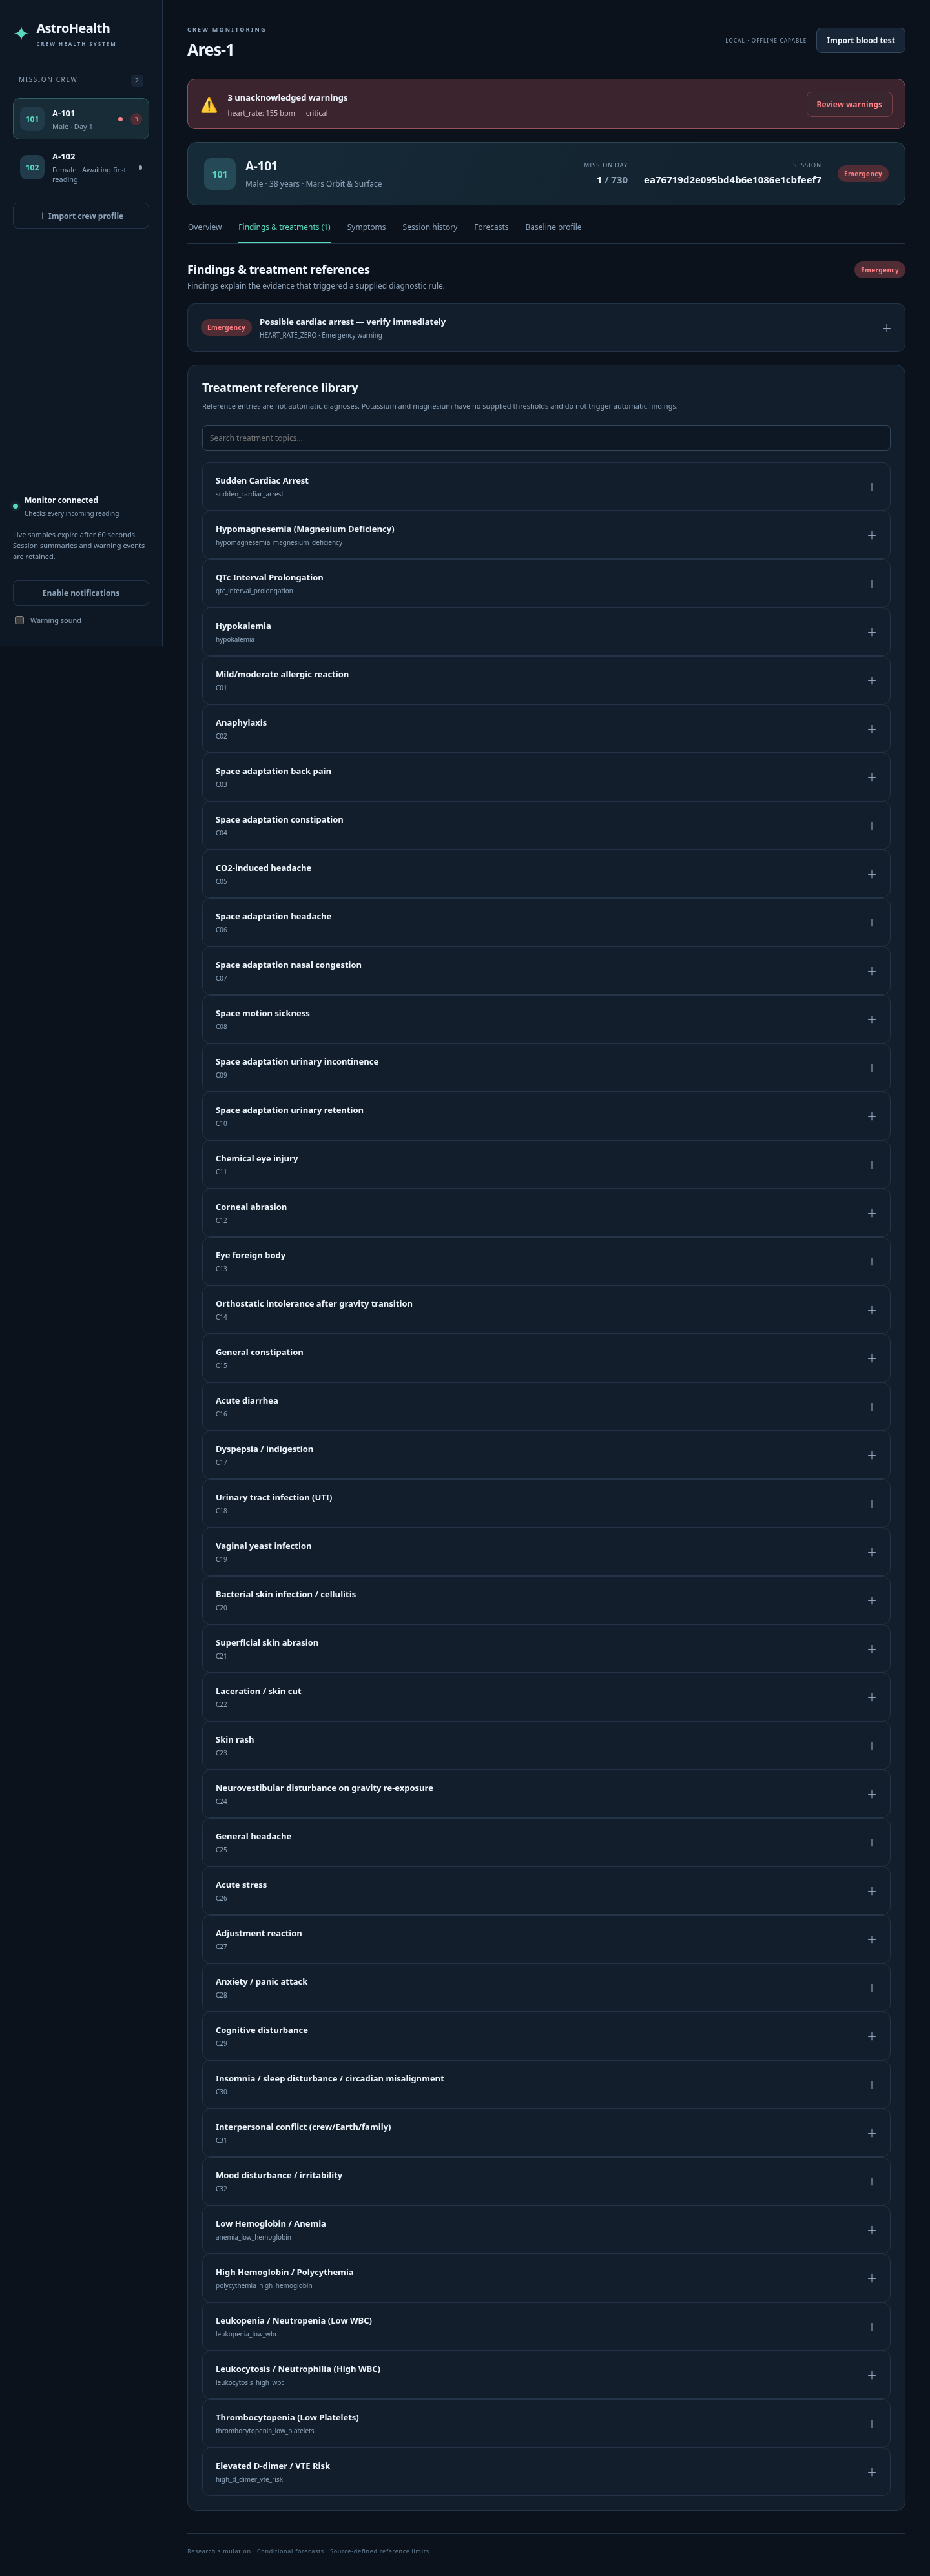 AstroHealth
CREW HEALTH SYSTEM
MISSION CREW
2
101
A-101
Male · Day 1
3
102
A-102
Female · Awaiting first
reading
+ Import crew profile
Monitor connected
Checks every incoming reading
Live samples expire after 60 seconds.
Session summaries and warning events
are retained.
Enable notifications
Warning sound
CREW MONITORING
Ares-1
LOCAL · OFFLINE CAPABLE
Import blood test
3 unacknowledged warnings
heart_rate: 155 bpm — critical
Review warnings
101
A-101
Male · 38 years · Mars Orbit & Surface
MISSION DAY
1 / 730
SESSION
ea76719d2e095bd4b6e1086e1cbfeef7
Emergency
Overview
Findings & treatments (1)
Symptoms
Session history
Forecasts
Baseline profile
Findings & treatment references
Findings explain the evidence that triggered a supplied diagnostic rule.
Emergency
Emergency
Possible cardiac arrest — verify immediately
HEART_RATE_ZERO · Emergency warning
+
Treatment reference library
Reference entries are not automatic diagnoses. Potassium and magnesium have no supplied thresholds and do not trigger automatic findings.
Search treatment topics...
Sudden Cardiac Arrest
sudden_cardiac_arrest
+
Hypomagnesemia (Magnesium Deficiency)
hypomagnesemia_magnesium_deficiency
+
QTc Interval Prolongation
qtc_interval_prolongation
+
Hypokalemia
hypokalemia
+
Mild/moderate allergic reaction
C01
+
Anaphylaxis
C02
+
Space adaptation back pain
C03
+
Space adaptation constipation
C04
+
CO2-induced headache
C05
+
Space adaptation headache
C06
+
Space adaptation nasal congestion
C07
+
Space motion sickness
C08
+
Space adaptation urinary incontinence
C09
+
Space adaptation urinary retention
C10
+
Chemical eye injury
C11
+
Corneal abrasion
C12
+
Eye foreign body
C13
+
Orthostatic intolerance after gravity transition
C14
+
General constipation
C15
+
Acute diarrhea
C16
+
Dyspepsia / indigestion
C17
+
Urinary tract infection (UTI)
C18
+
Vaginal yeast infection
C19
+
Bacterial skin infection / cellulitis
C20
+
Superficial skin abrasion
C21
+
Laceration / skin cut
C22
+
Skin rash
C23
+
Neurovestibular disturbance on gravity re-exposure
C24
+
General headache
C25
+
Acute stress
C26
+
Adjustment reaction
C27
+
Anxiety / panic attack
C28
+
Cognitive disturbance
C29
+
Insomnia / sleep disturbance / circadian misalignment
C30
+
Interpersonal conflict (crew/Earth/family)
C31
+
Mood disturbance / irritability
C32
+
Low Hemoglobin / Anemia
anemia_low_hemoglobin
+
High Hemoglobin / Polycythemia
polycythemia_high_hemoglobin
+
Leukopenia / Neutropenia (Low WBC)
leukopenia_low_wbc
+
Leukocytosis / Neutrophilia (High WBC)
leukocytosis_high_wbc
+
Thrombocytopenia (Low Platelets)
thrombocytopenia_low_platelets
+
Elevated D-dimer / VTE Risk
high_d_dimer_vte_risk
+
Research simulation · Conditional forecasts · Source-defined reference limits